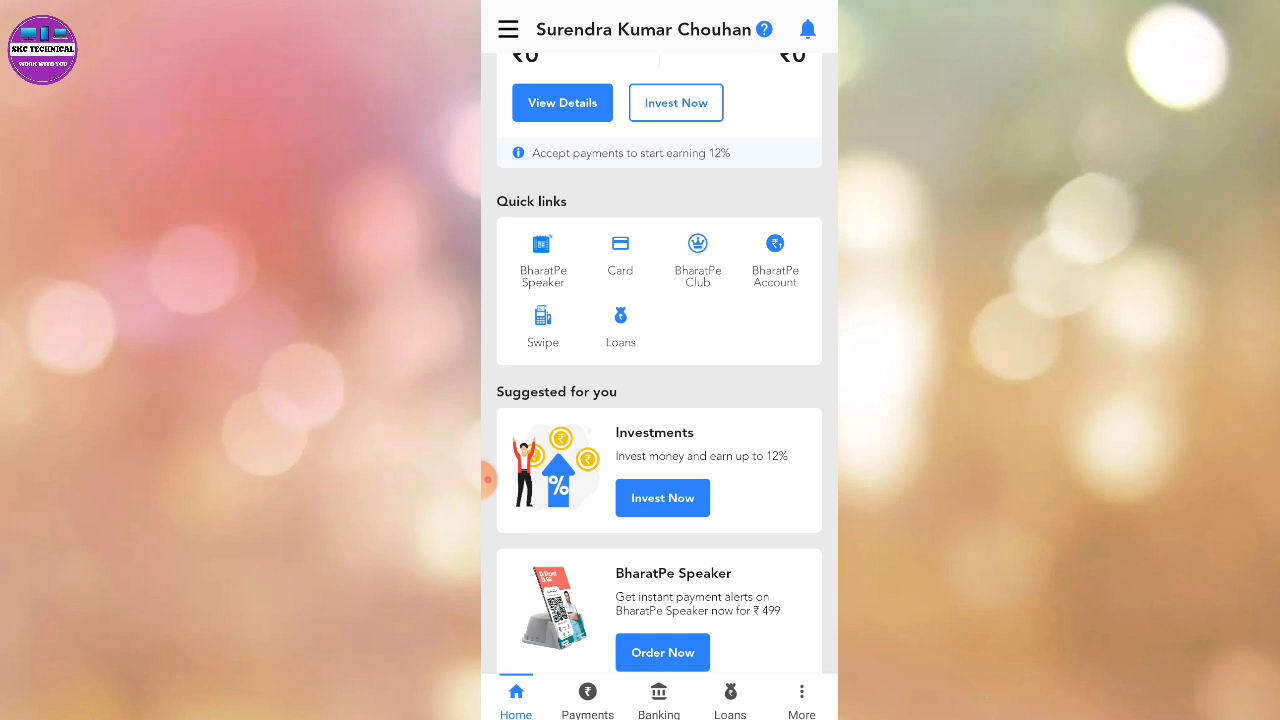 SKC TECHNICAL
WORK WITH YOU
Surendra Kumar Chouhan
₹0 ₹0
View Details Invest Now
Accept payments to start earning 12%
Quick links
BharatPe Speaker
Card
BharatPe Club
BharatPe Account
Swipe
Loans
Suggested for you
Investments
Invest money and earn up to 12%
Invest Now
BharatPe Speaker
Get instant payment alerts on
BharatPe Speaker now for ₹ 499
Order Now
Home Payments Banking Loans More